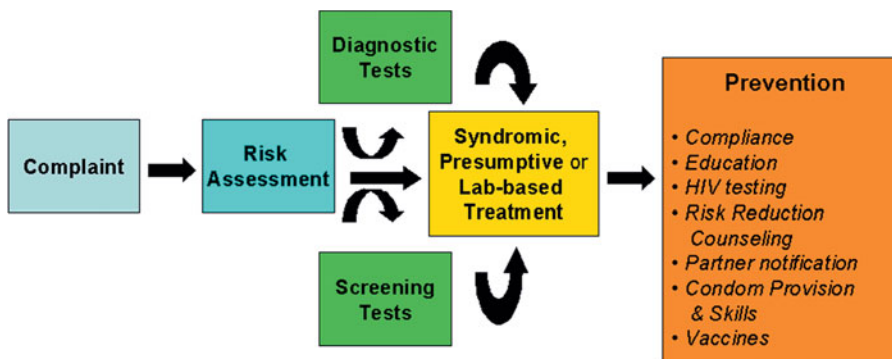 Complaint
Risk
Assessment
Diagnostic
Tests
Screening
Tests
Syndromic,
Presumptive or
Lab-based
Treatment
Prevention
• Compliance
• Education
• HIV testing
• Risk Reduction
Counseling
• Partner notification
• Condom Provision
& Skills
• Vaccines